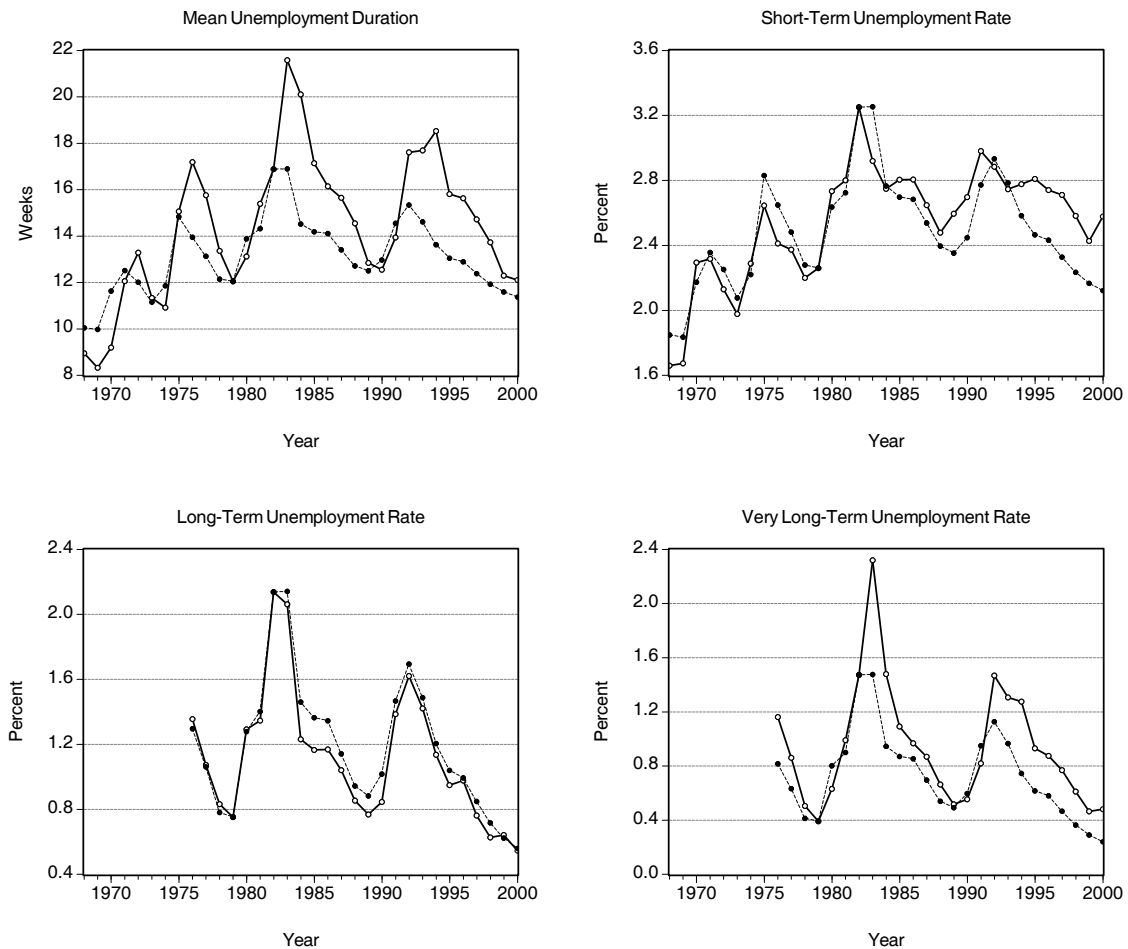 Mean Unemployment Duration
22
20
18
16
14
12
10
8
Weeks
1970 1975 1980 1985 1990 1995 2000
Year
Short-Term Unemployment Rate
3.6
3.2
2.8
2.4
2.0
1.6
Percent
1970 1975 1980 1985 1990 1995 2000
Year
Long-Term Unemployment Rate
2.4
2.0
1.6
1.2
0.8
0.4
Percent
1970 1975 1980 1985 1990 1995 2000
Year
Very Long-Term Unemployment Rate
2.4
2.0
1.6
1.2
0.8
0.4
0.0
Percent
1970 1975 1980 1985 1990 1995 2000
Year